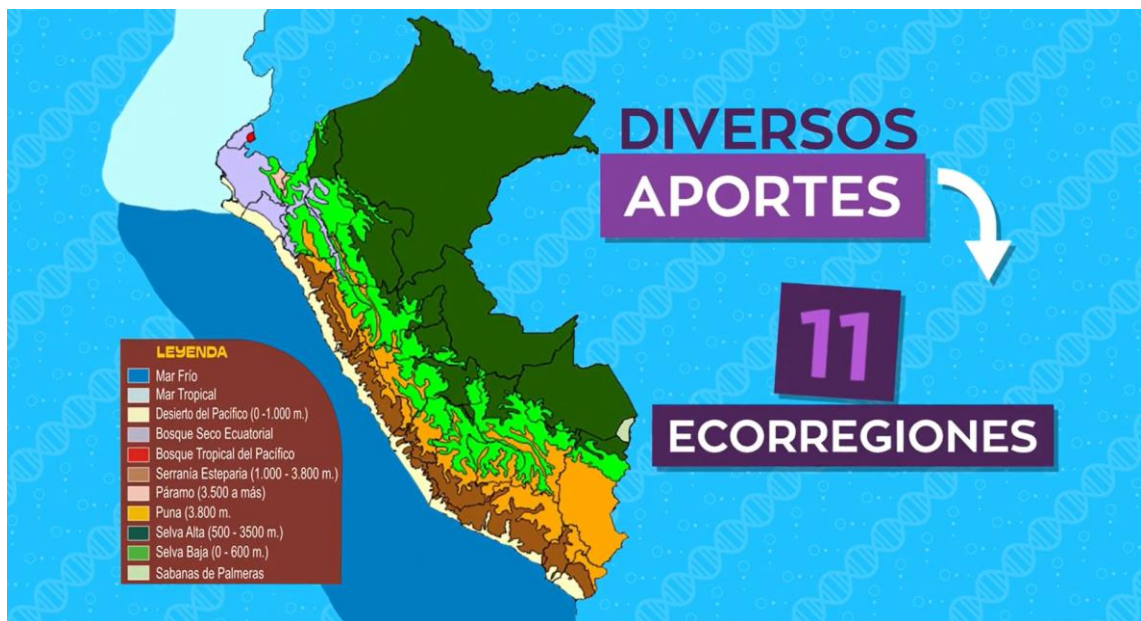 DIVERSOS
APORTES
11
ECORREGIONES
LEYENDA
Mar Frío
Mar Tropical
Desierto del Pacífico (0 -1.000 m.)
Bosque Seco Ecuatorial
Bosque Tropical del Pacífico
Serranía Esteparia (1.000 - 3.800 m.)
Páramo (3.500 a más)
Puna (3.800 m.
Selva Alta (500 - 3500 m.)
Selva Baja (0 - 600 m.)
Sabanas de Palmeras